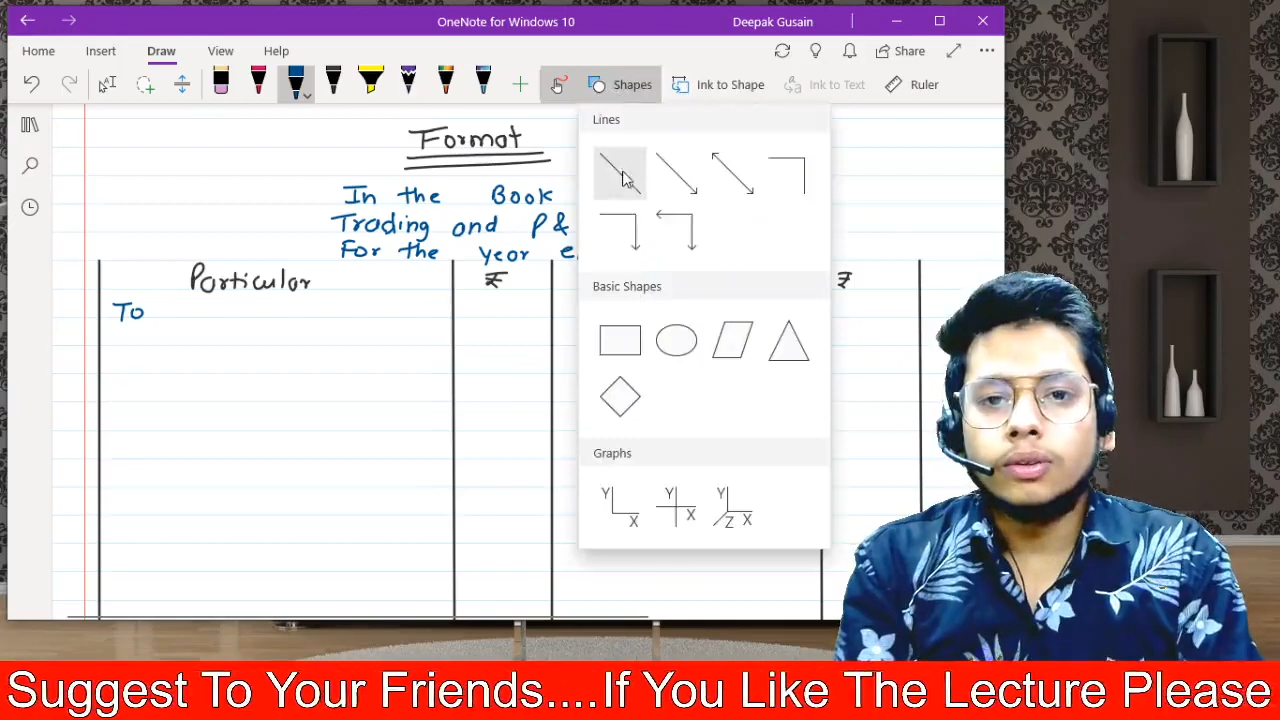 OneNote for Windows 10
Deepak Gusain
Home Insert Draw View Help
Share
Shapes Ink to Shape Ink to Text Ruler
Lines
Format
In the Book
Trading and P &
For the year e
Particular ₹ ₹
To
Basic Shapes
Graphs
Y X Y X Y Z X
Suggest To Your Friends....If You Like The Lecture Please